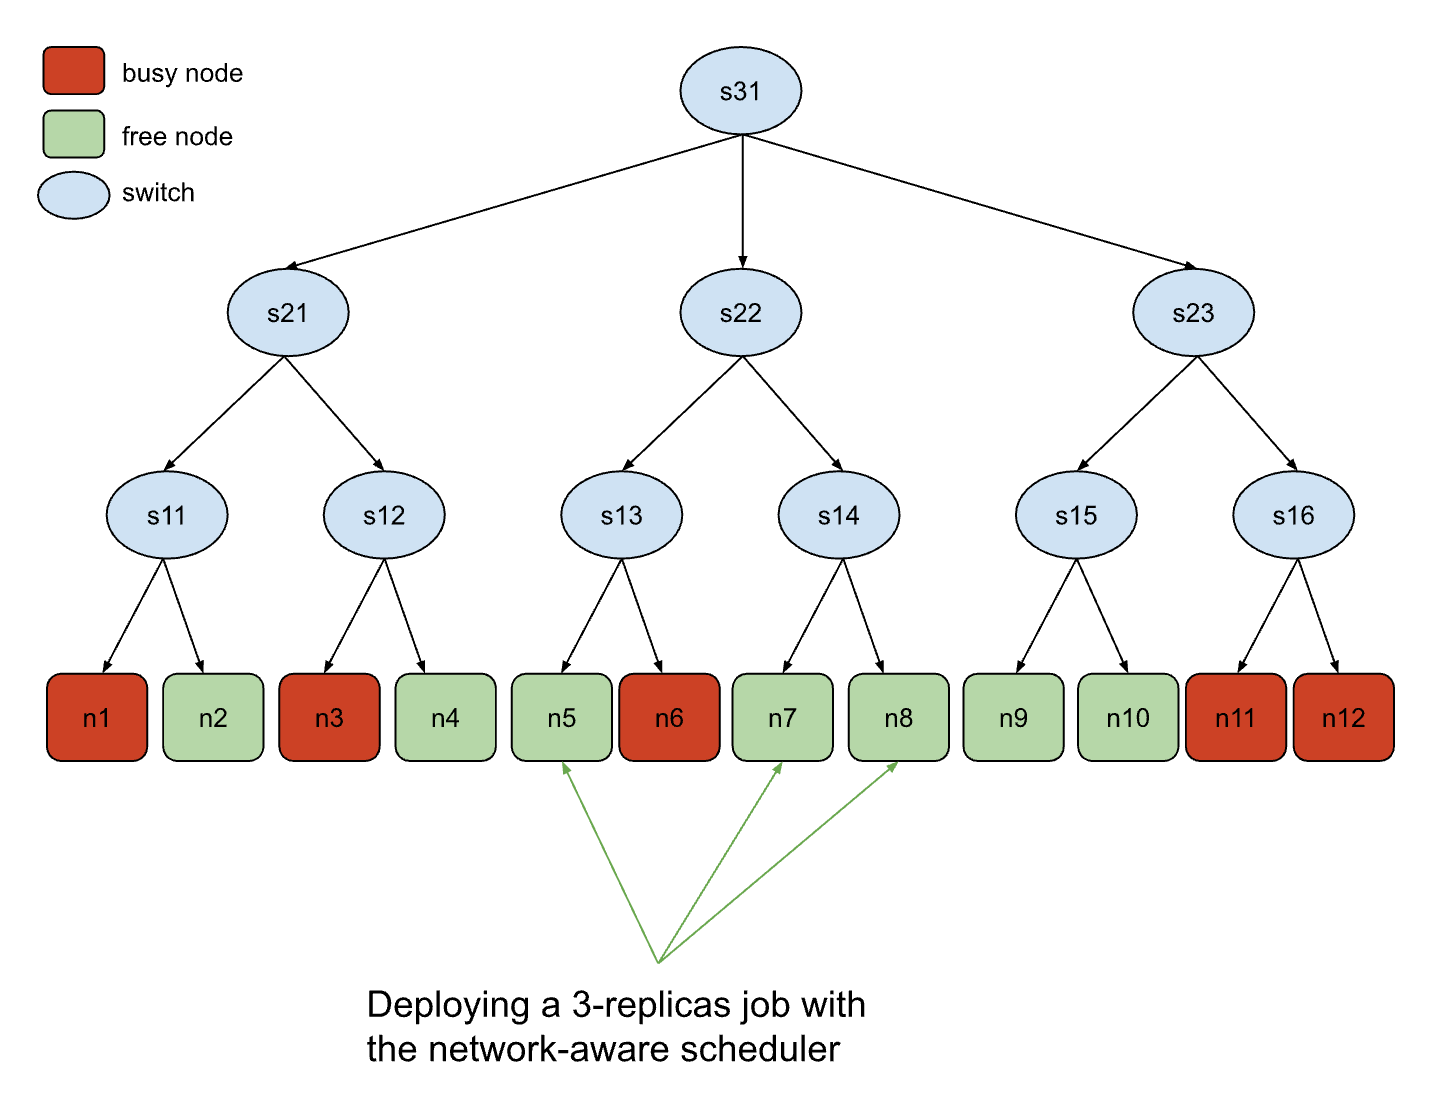 busy node
free node
switch
s31
s21
s22
s23
s11
s12
s13
s14
s15
s16
n1
n2
n3
n4
n5
n6
n7
n8
n9
n10
n11
n12
Deploying a 3-replicas job with
the network-aware scheduler